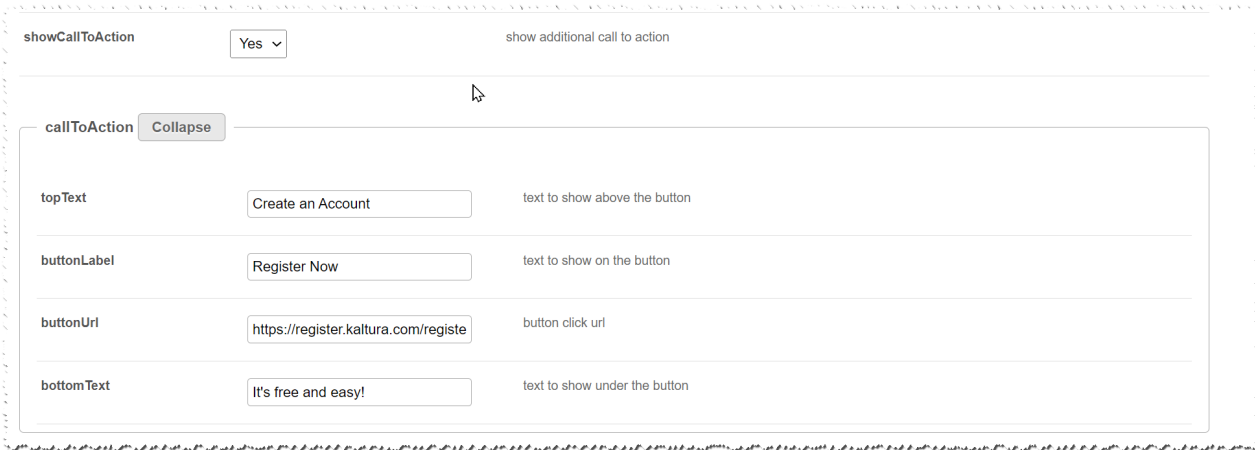 showCallToAction Yes show additional call to action
callToAction Collapse
topText Create an Account text to show above the button
buttonLabel Register Now text to show on the button
buttonUrl https://register.kaltura.com/registe button click url
bottomText It's free and easy! text to show under the button